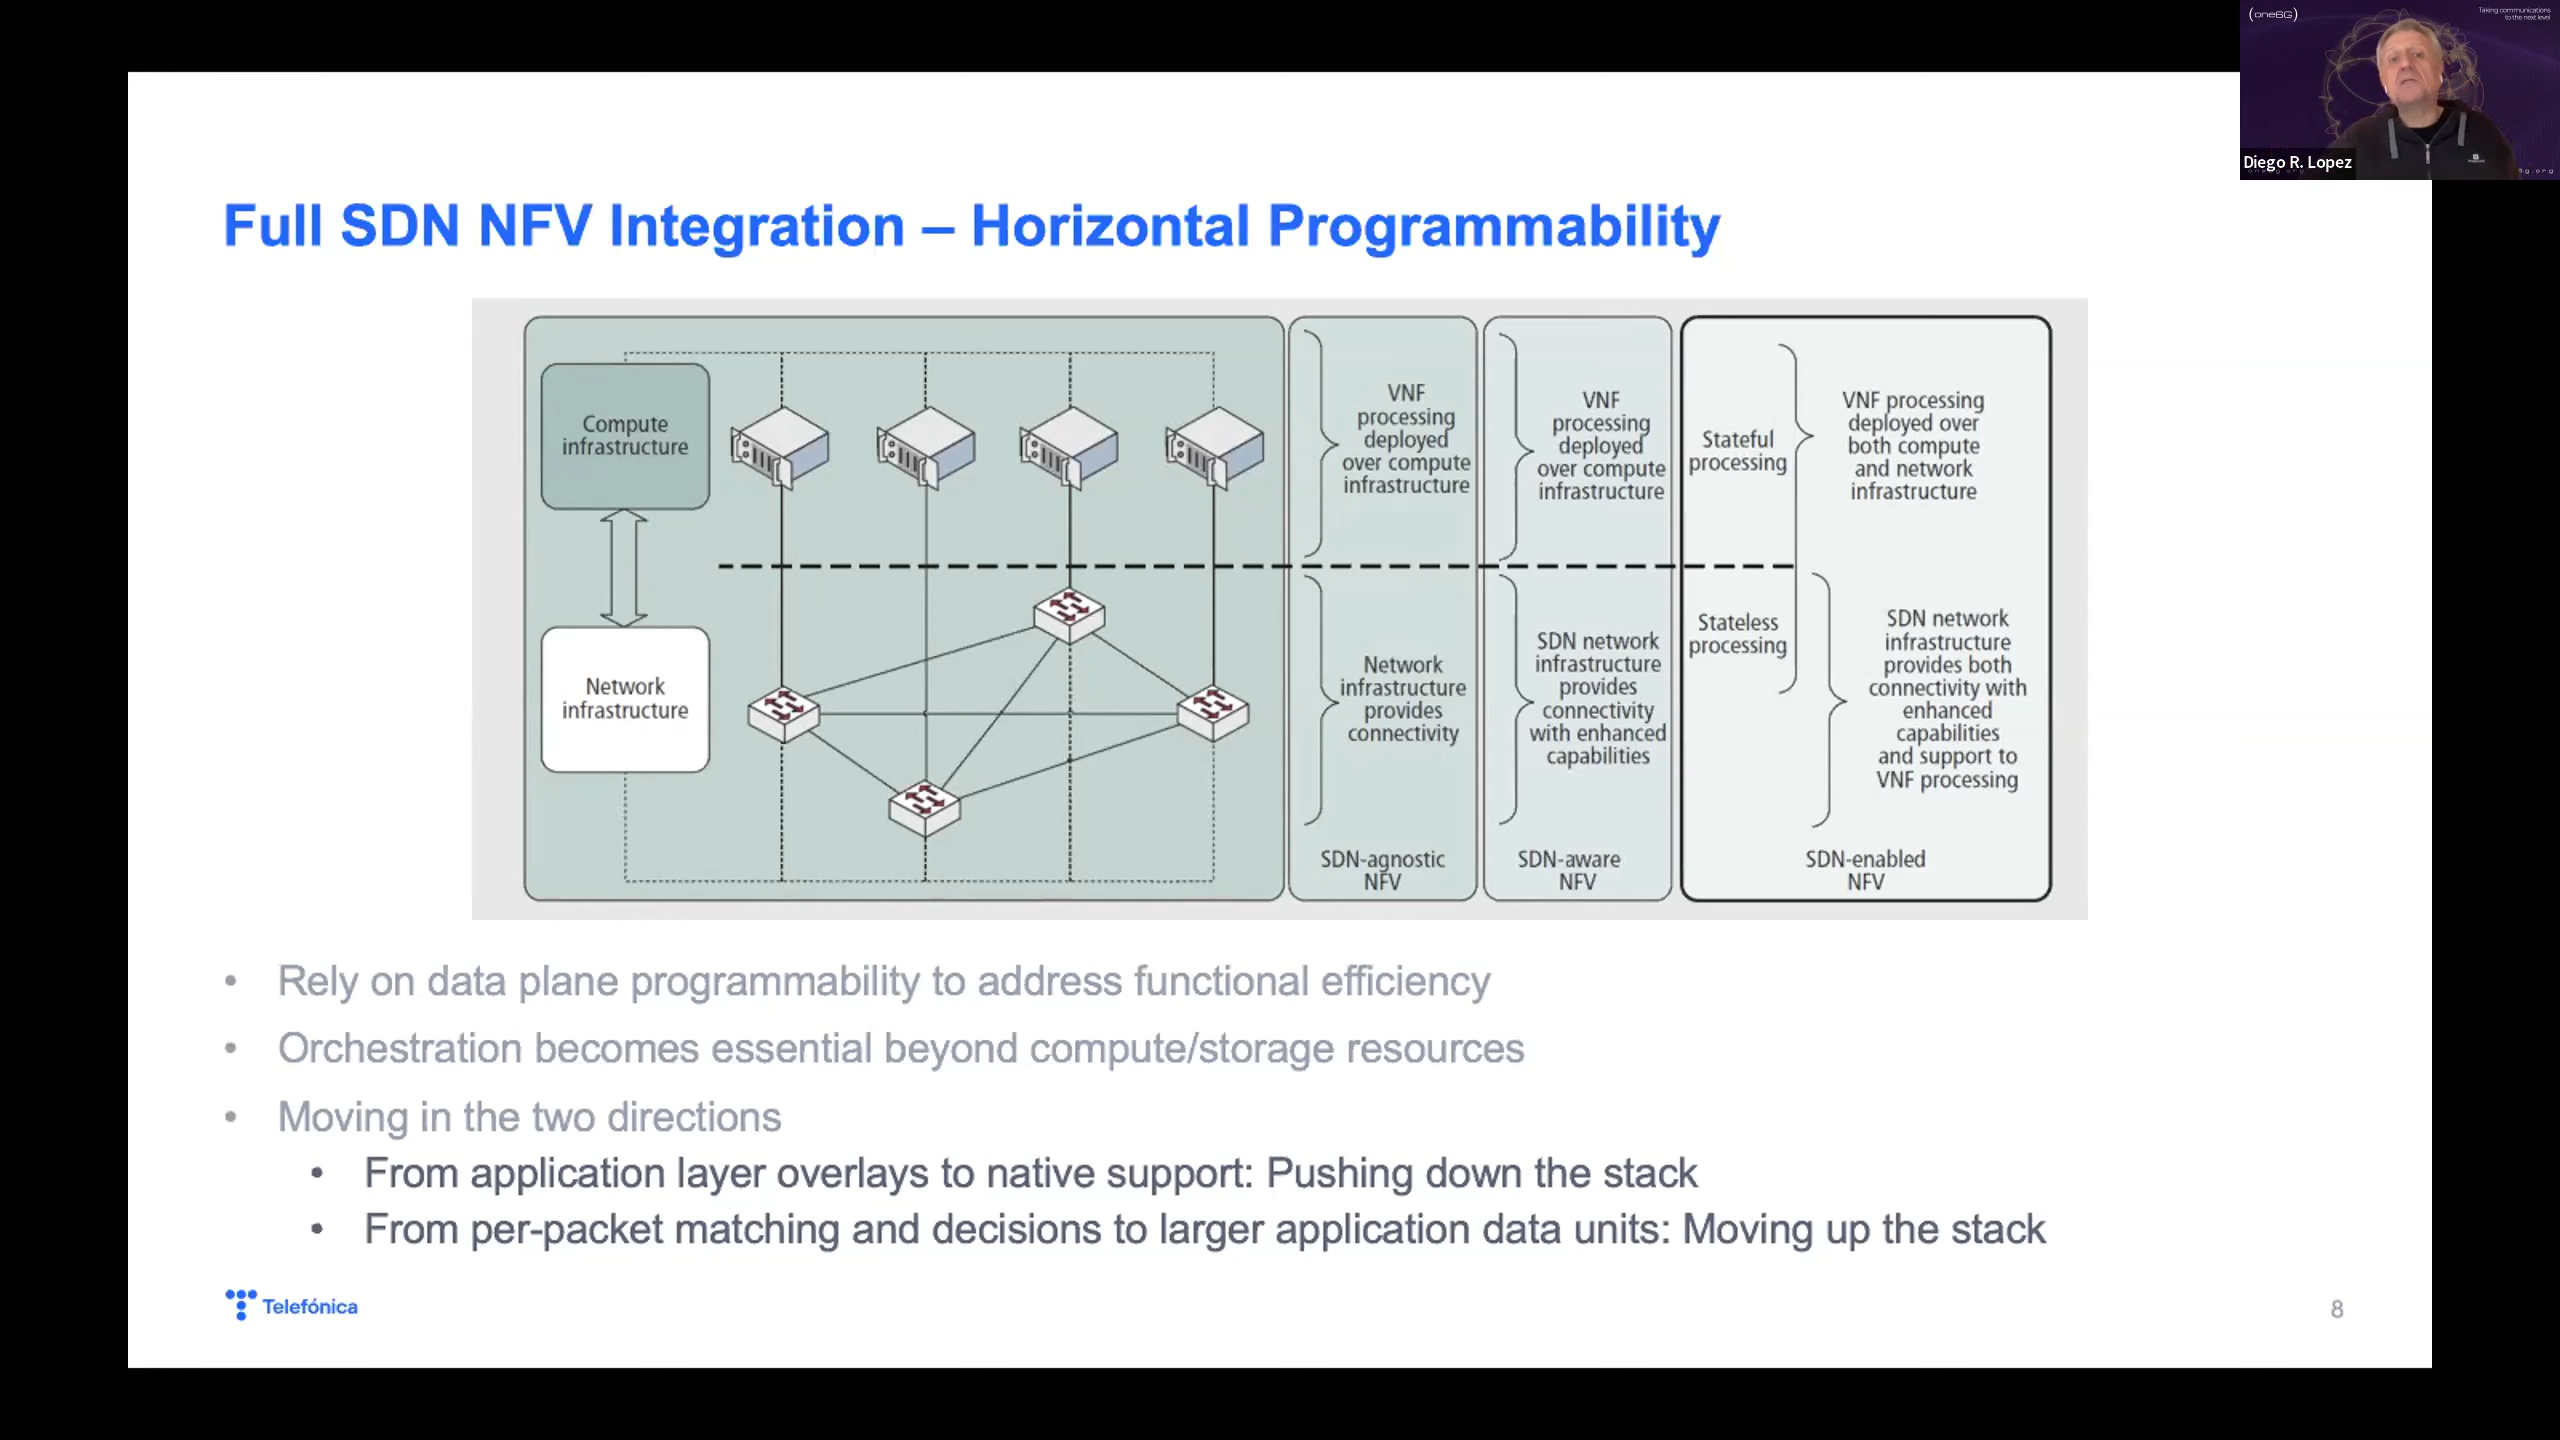 (one6G)
Taking communications
to the next level
Diego R. Lopez
Full SDN NFV Integration – Horizontal Programmability
Compute
infrastructure
Network
infrastructure
VNF
processing
deployed
over compute
infrastructure
Network
infrastructure
provides
connectivity
SDN-agnostic
NFV
VNF
processing
deployed
over compute
infrastructure
SDN network
infrastructure
provides
connectivity
with enhanced
capabilities
SDN-aware
NFV
Stateful
processing
Stateless
processing
VNF processing
deployed over
both compute
and network
infrastructure
SDN network
infrastructure
provides both
connectivity with
enhanced
capabilities
and support to
VNF processing
SDN-enabled
NFV
• Rely on data plane programmability to address functional efficiency
• Orchestration becomes essential beyond compute/storage resources
• Moving in the two directions
• From application layer overlays to native support: Pushing down the stack
• From per-packet matching and decisions to larger application data units: Moving up the stack
Telefónica
8